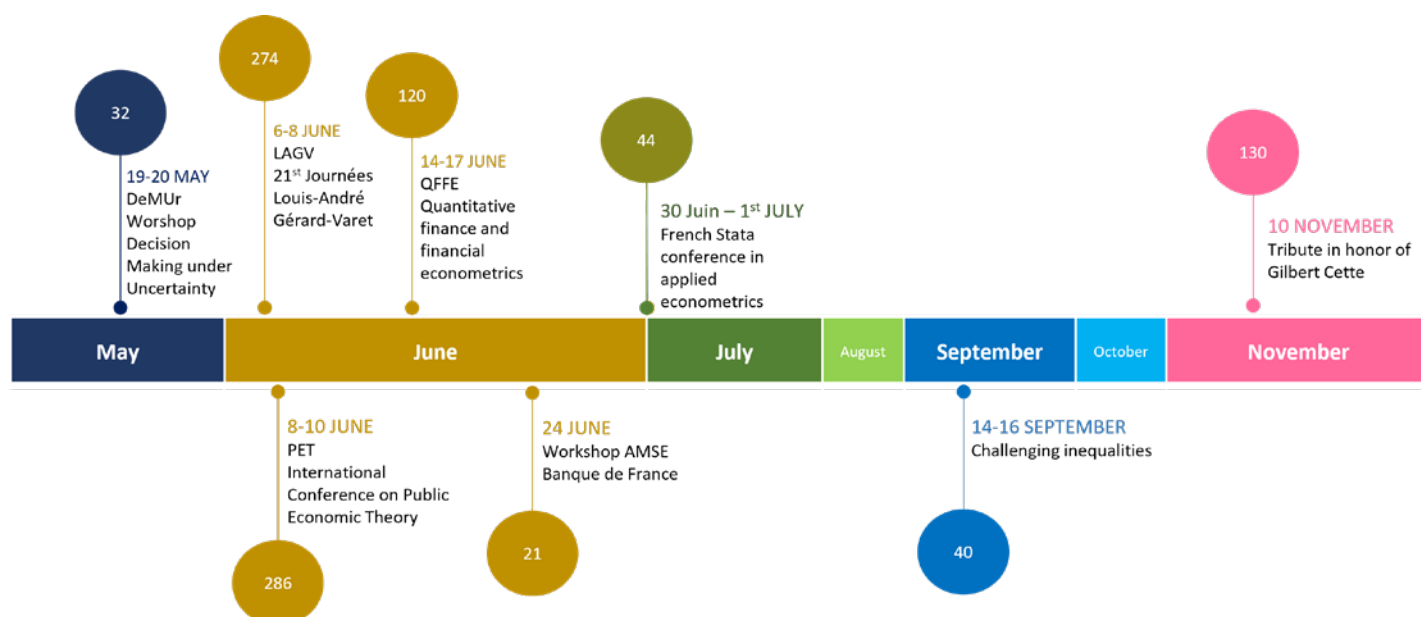 32
19-20 MAY
DeMUr
Worshop
Decision
Making under
Uncertainty
274
6-8 JUNE
LAGV
21st Journées
Louis-André
Gérard-Varet
120
14-17 JUNE
QFFE
Quantitative
finance and
financial
econometrics
44
30 Juin – 1st JULY
French Stata
conference in
applied
econometrics
130
10 NOVEMBER
Tribute in honor of
Gilbert Cette
May
June
July
August
September
October
November
8-10 JUNE
PET
International
Conference on Public
Economic Theory
286
24 JUNE
Workshop AMSE
Banque de France
21
14-16 SEPTEMBER
Challenging inequalities
40